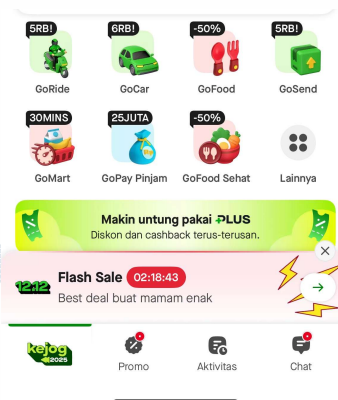 5RB!
6RB!
-50%
5RB!
GoRide
GoCar
GoFood
GoSend
30MINS
25JUTA
-50%
GoMart
GoPay Pinjam
GoFood Sehat
Lainnya
Makin untung pakai PLUS
Diskon dan cashback terus-terusan.
12.12
Flash Sale 02:18:43
Best deal buat mamam enak
kejog
2025
Promo
Aktivitas
Chat